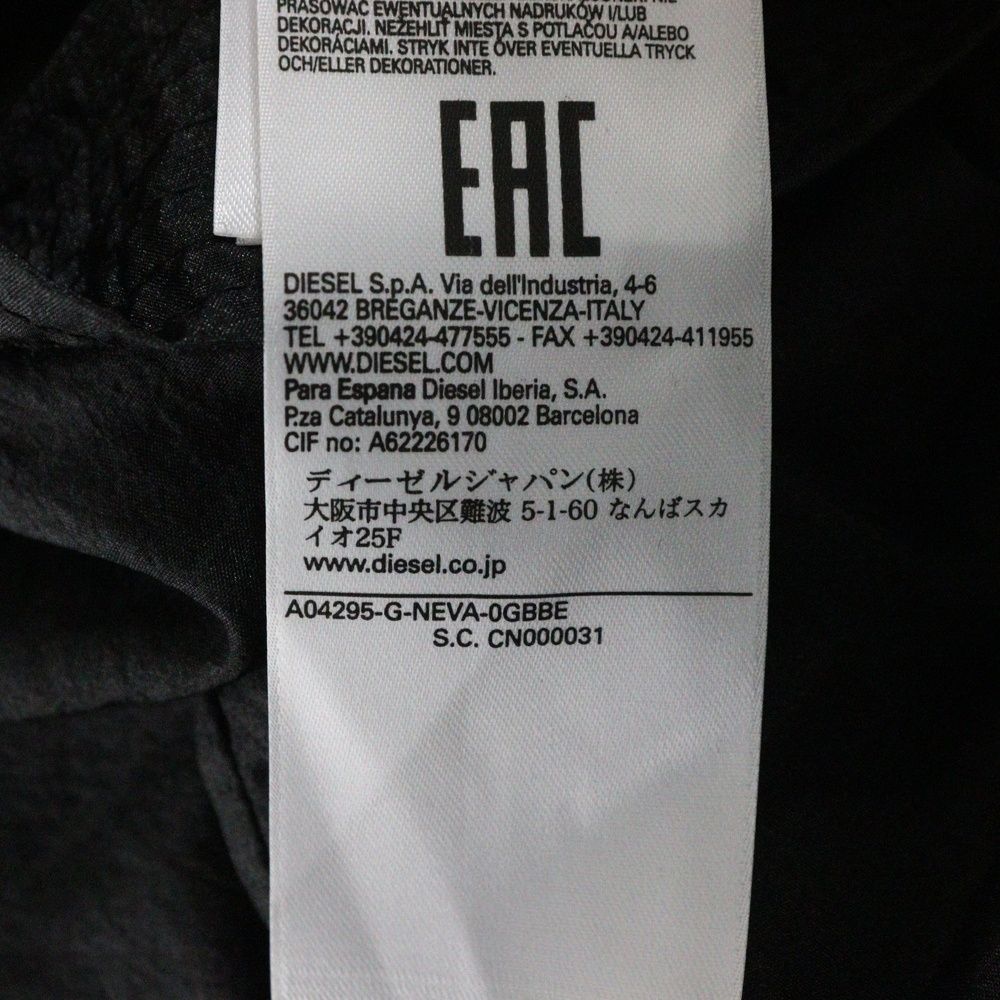 PRASOWAĆ EWENTUALNYCH NADRUKÓW I/LUB
DEKORACJI. NEŽEHLIT MIESTA S POTLAČOU A/ALEBO
DEKORÁCIAMI. STRYK INTE ÖVER EVENTUELLA TRYCK
OCH/ELLER DEKORATIONER.
EAC
DIESEL S.p.A. Via dell'Industria, 4-6
36042 BREGANZE-VICENZA-ITALY
TEL +390424-477555 - FAX +390424-411955
WWW.DIESEL.COM
Para Espana Diesel Iberia, S.A.
P.za Catalunya, 9 08002 Barcelona
CIF no: A62226170
ディーゼルジャパン(株)
大阪市中央区難波 5-1-60 なんばスカ
イオ25F
www.diesel.co.jp
A04295-G-NEVA-0GBBE
S.C. CN000031